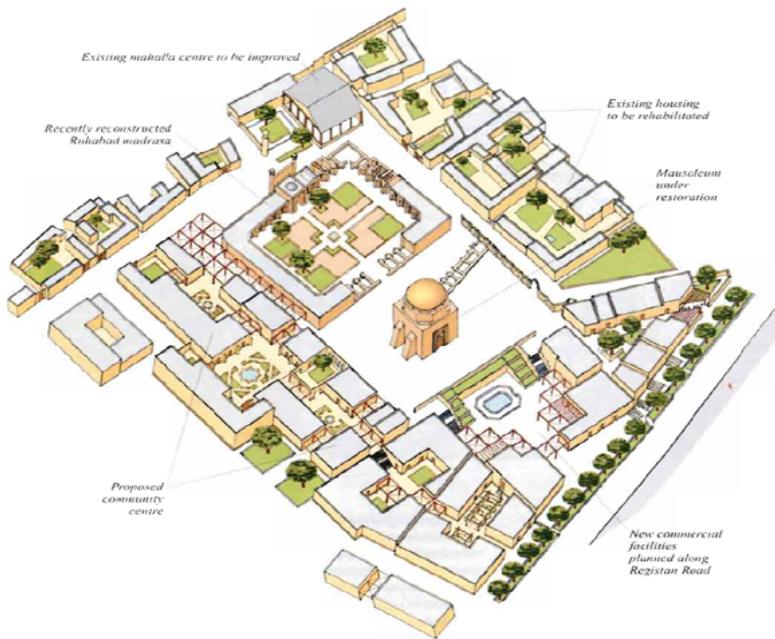 Existing mahalla centre to be improved
Recently reconstructed
Ruhabad madrasa
Existing housing
to be rehabilitated
Mausoleum
under
restoration
Proposed
community
centre
New commercial
facilities
planned along
Registan Road